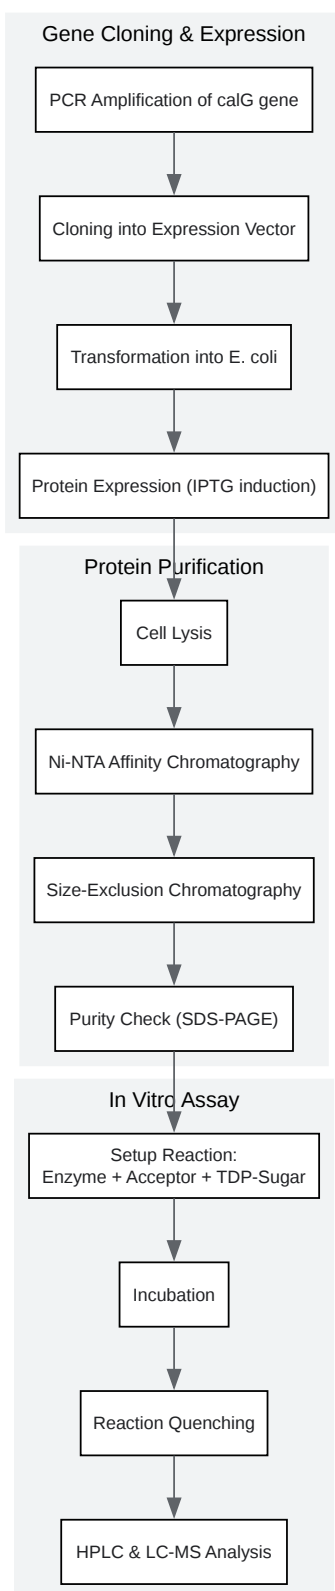 Gene Cloning & Expression
PCR Amplification of calG gene
Cloning into Expression Vector
Transformation into E. coli
Protein Expression (IPTG induction)
Protein Purification
Cell Lysis
Ni-NTA Affinity Chromatography
Size-Exclusion Chromatography
Purity Check (SDS-PAGE)
In Vitro Assay
Setup Reaction:
Enzyme + Acceptor + TDP-Sugar
Incubation
Reaction Quenching
HPLC & LC-MS Analysis